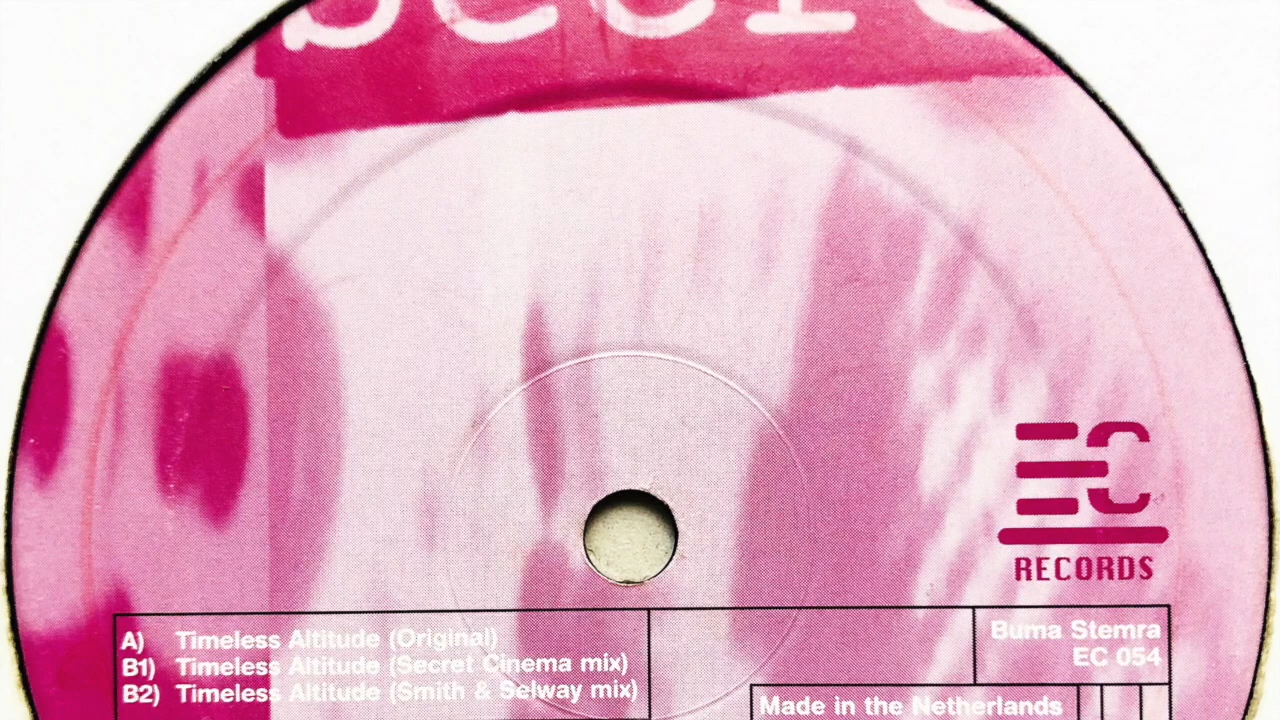 EC
RECORDS
A) Timeless Altitude (Original)
B1) Timeless Altitude (Secret Cinema mix)
B2) Timeless Altitude (Smith & Selway mix)
Buma Stemra
EC 054
Made in the Netherlands